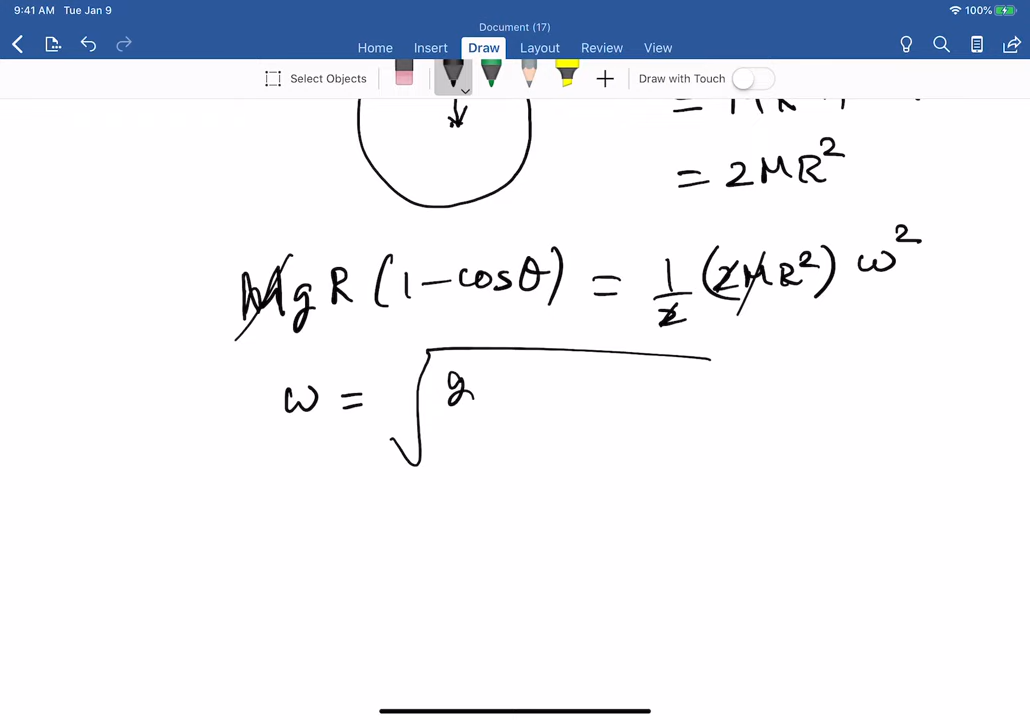 9:41 AM Tue Jan 9
100%
Document (17)
Home Insert Draw Layout Review View
Select Objects
Draw with Touch
= 2MR²
MgR(1-cosθ) = 1/2 (2MR²) ω²
ω = √g